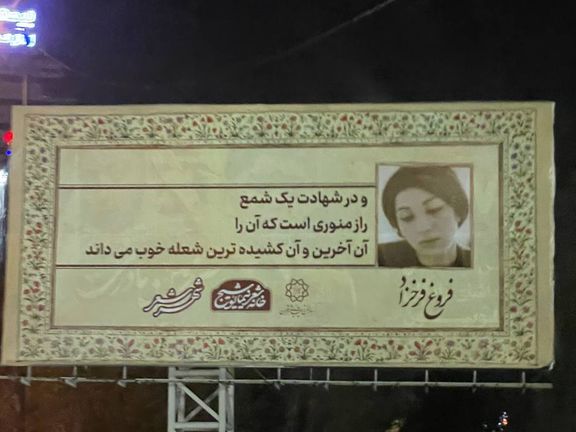 و در شهادت یک شمع
راز منوری است که آن را
آن آخرین و آن کشیده ترین شعله خوب می داند
فروغ فرخزاد
شهر شعر